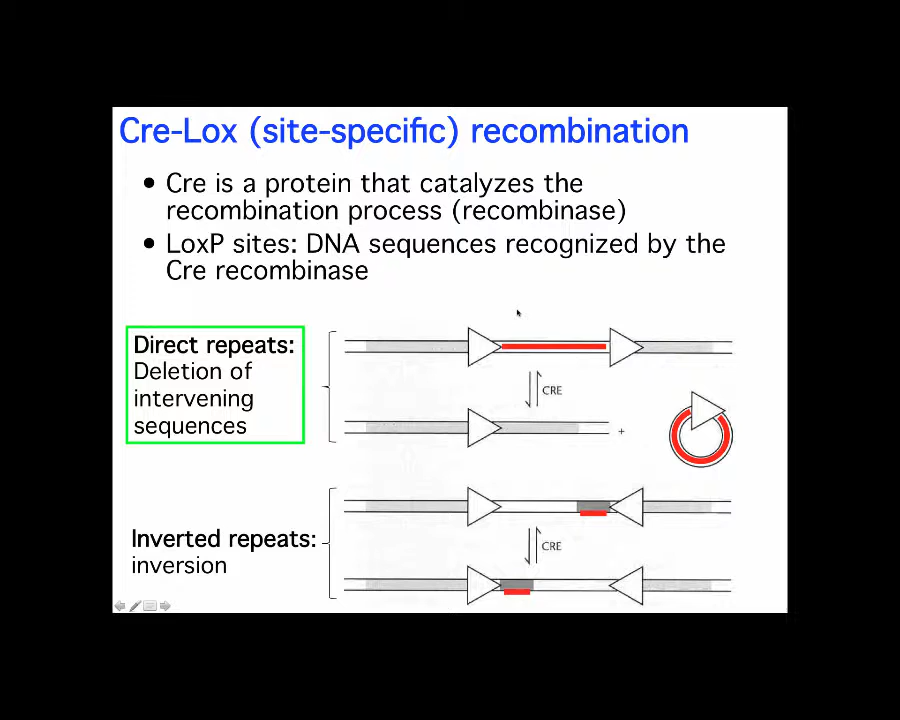 Cre-Lox (site-specific) recombination
• Cre is a protein that catalyzes the
recombination process (recombinase)
• LoxP sites: DNA sequences recognized by the
Cre recombinase
Direct repeats:
Deletion of
intervening
sequences
CRE
+
Inverted repeats:
inversion
CRE